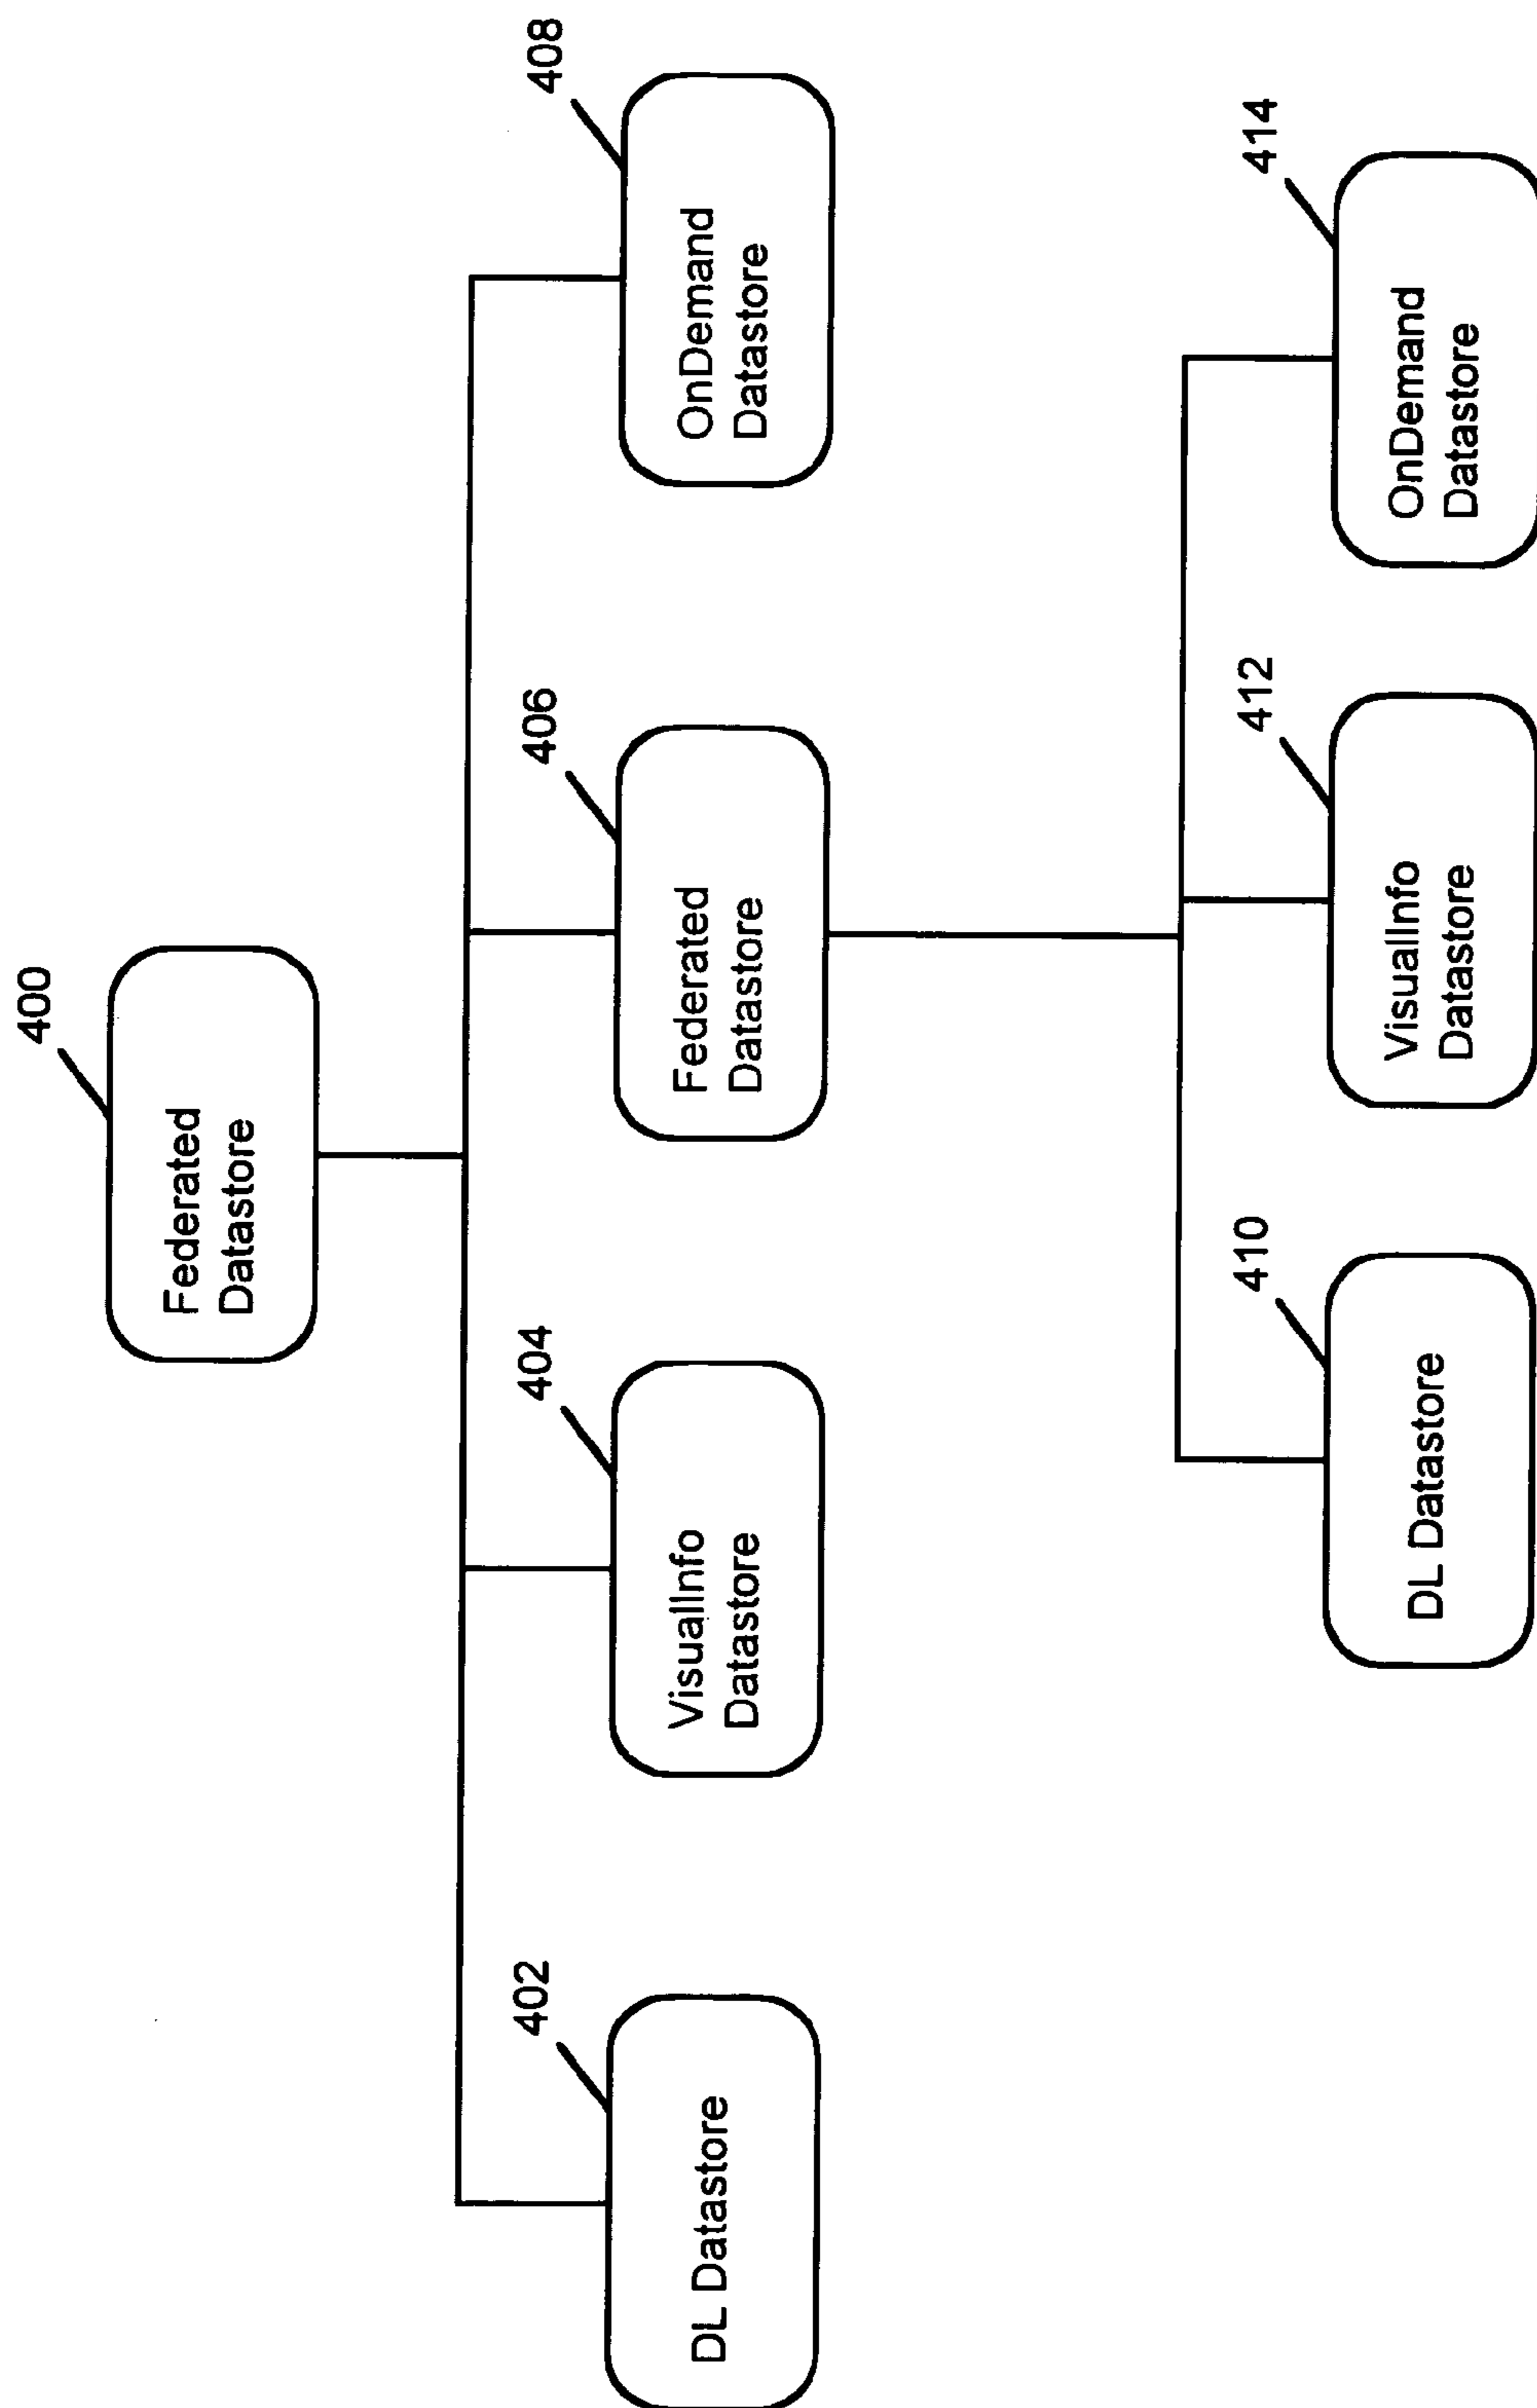 400
Federated
Datastore
402
DL Datastore
404
VisualInfo
Datastore
406
Federated
Datastore
408
OnDemand
Datastore
410
DL Datastore
412
VisualInfo
Datastore
414
OnDemand
Datastore